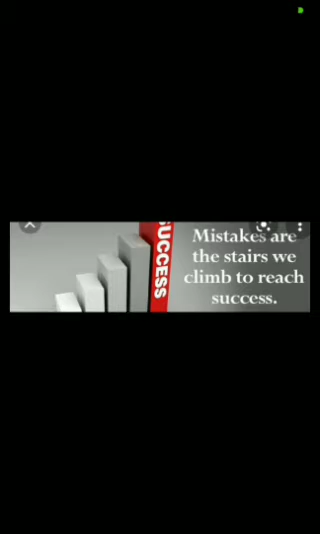 SUCCESS
Mistakes are
the stairs we
climb to reach
success.